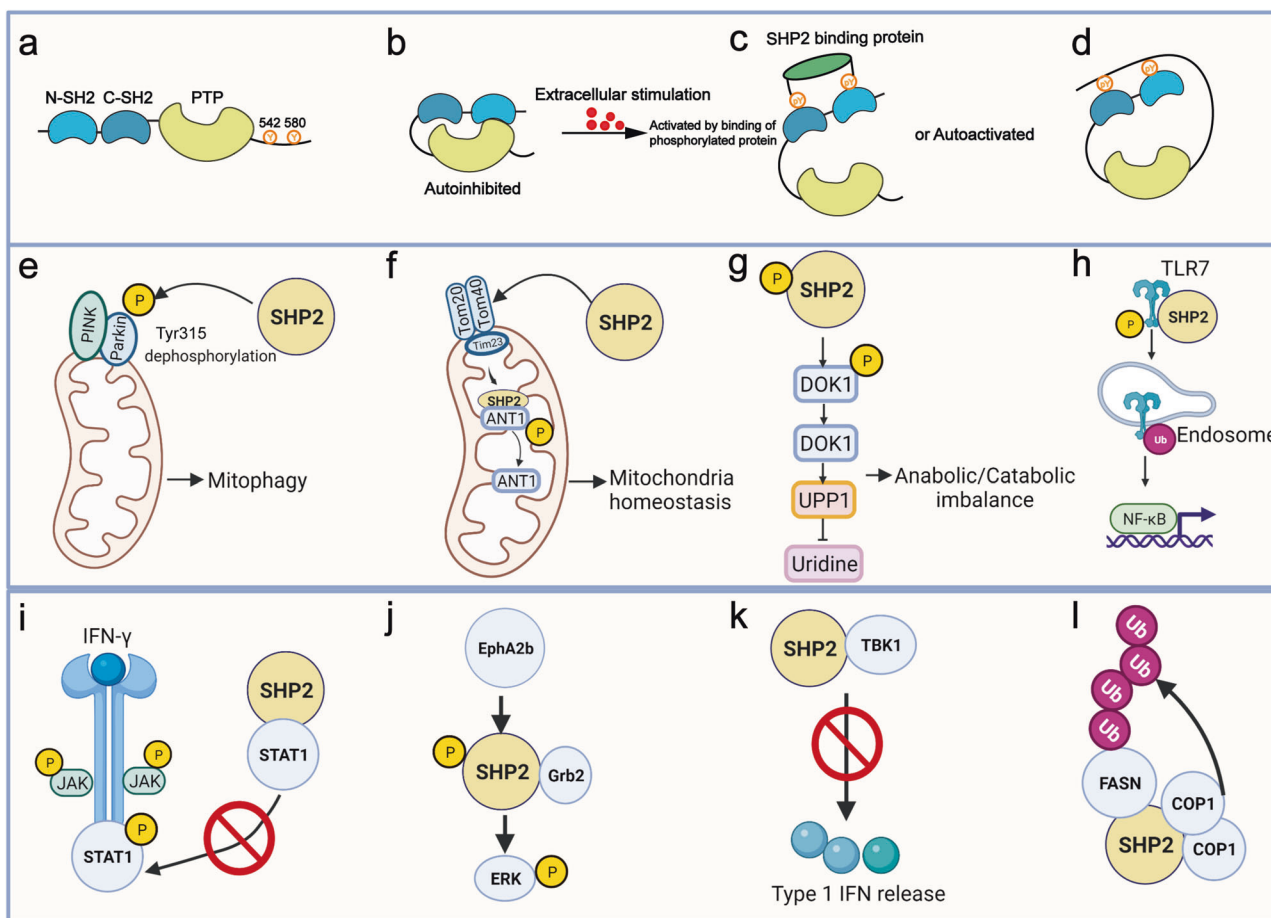 a
N-SH2 C-SH2 PTP
542 580
Y Y
b
Autoinhibited
Extracellular stimulation
Activated by binding of
phosphorylated protein
c
SHP2 binding protein
pY pY
or Autoactivated
d
pY pY
e
PINK
Parkin
P
Tyr315
dephosphorylation
SHP2
Mitophagy
f
Tom20
Tom40
Tim23
SHP2
SHP2
ANT1
P
ANT1
Mitochondria
homeostasis
g
P
SHP2
P
DOK1
DOK1
UPP1
Uridine
Anabolic/Catabolic
imbalance
h
TLR7
P
SHP2
Ub
Endosome
NF-κB
i
IFN-γ
P
JAK
P
JAK
P
STAT1
SHP2
STAT1
j
EphA2b
P
SHP2
Grb2
ERK
P
k
SHP2
TBK1
Type 1 IFN release
l
Ub
Ub
Ub
Ub
FASN
COP1
SHP2
COP1